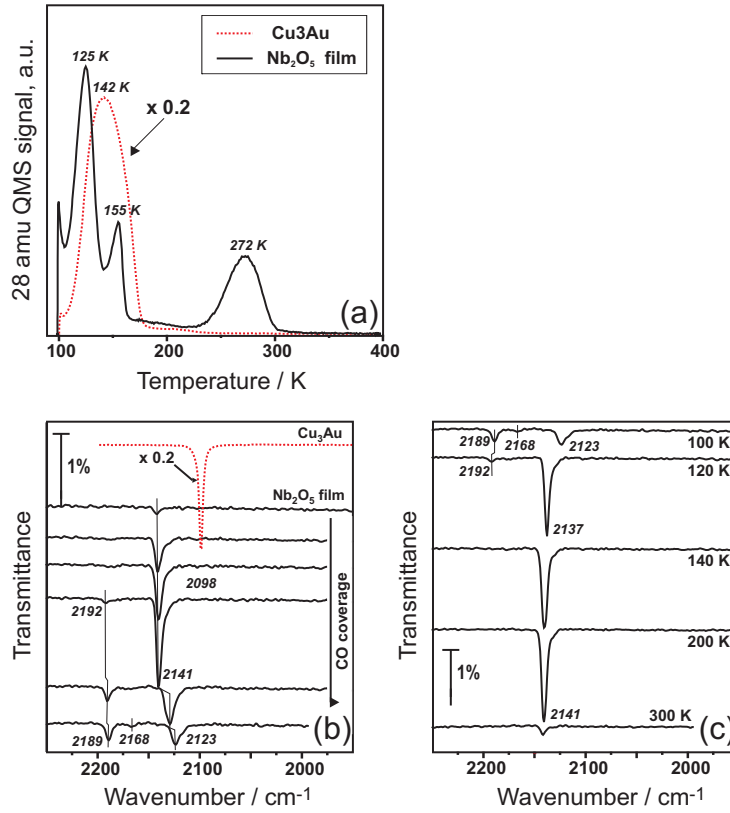 Cu3Au
Nb₂O₅ film
125 K
142 K
x 0.2
155 K
272 K
28 amu QMS signal, a.u.
(a)
100 200 300 400
Temperature / K
1%
Cu₃Au
x 0.2
Nb₂O₅ film
2098
2192
2141
CO coverage
2189 2168 2123
(b)
Transmittance
2200 2100 2000
Wavenumber / cm⁻¹
2189 2168 2123
100 K
2192
120 K
2137
140 K
200 K
1%
2141
300 K
(c)
Transmittance
2200 2100 2000
Wavenumber / cm⁻¹